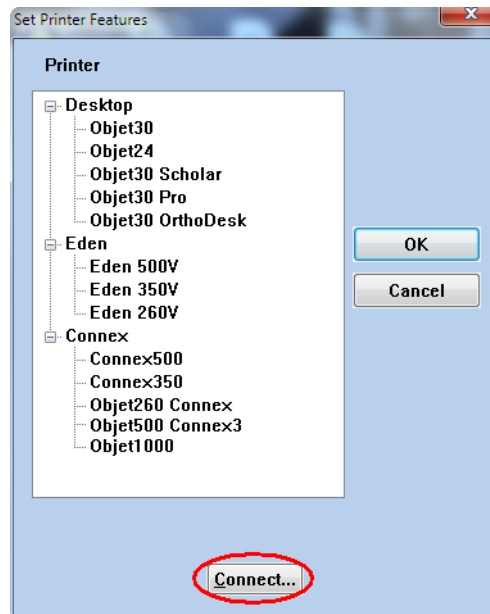 Set Printer Features
Printer
Desktop
Objet30
Objet24
Objet30 Scholar
Objet30 Pro
Objet30 OrthoDesk
Eden
Eden 500V
Eden 350V
Eden 260V
Connex
Connex500
Connex350
Objet260 Connex
Objet500 Connex3
Objet1000
OK
Cancel
Connect...